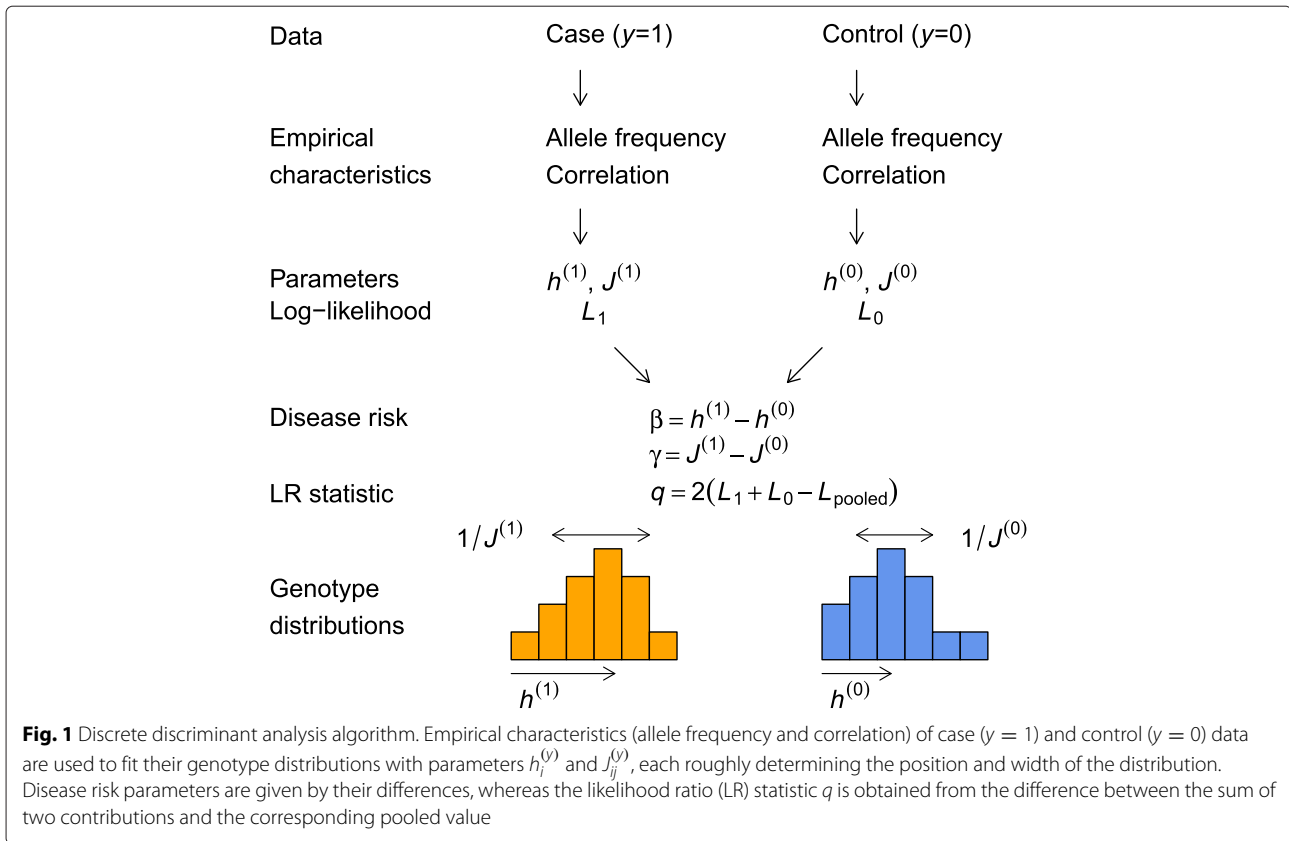 Data Case (y=1) Control (y=0)
Empirical Allele frequency Allele frequency
characteristics Correlation Correlation
Parameters h⁽¹⁾, J⁽¹⁾ h⁽⁰⁾, J⁽⁰⁾
Log−likelihood L₁ L₀
Disease risk β = h⁽¹⁾ − h⁽⁰⁾
γ = J⁽¹⁾ − J⁽⁰⁾
LR statistic q = 2(L₁ + L₀ − L_pooled)
1/J⁽¹⁾ 1/J⁽⁰⁾
Genotype
distributions
h⁽¹⁾ h⁽⁰⁾
Fig. 1 Discrete discriminant analysis algorithm. Empirical characteristics (allele frequency and correlation) of case (y = 1) and control (y = 0) data
are used to fit their genotype distributions with parameters h_i^(y) and J_ij^(y), each roughly determining the position and width of the distribution.
Disease risk parameters are given by their differences, whereas the likelihood ratio (LR) statistic q is obtained from the difference between the sum of
two contributions and the corresponding pooled value